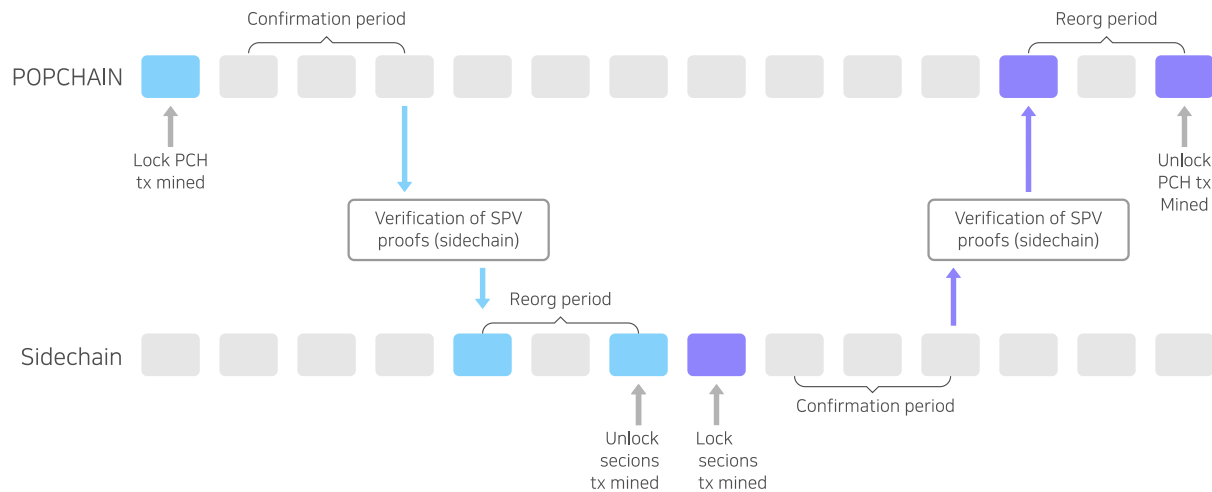 Confirmation period
Reorg period
POPCHAIN
Lock PCH
tx mined
Unlock
PCH tx
Mined
Verification of SPV
proofs (sidechain)
Verification of SPV
proofs (sidechain)
Reorg period
Sidechain
Confirmation period
Unlock
secions
tx mined
Lock
secions
tx mined